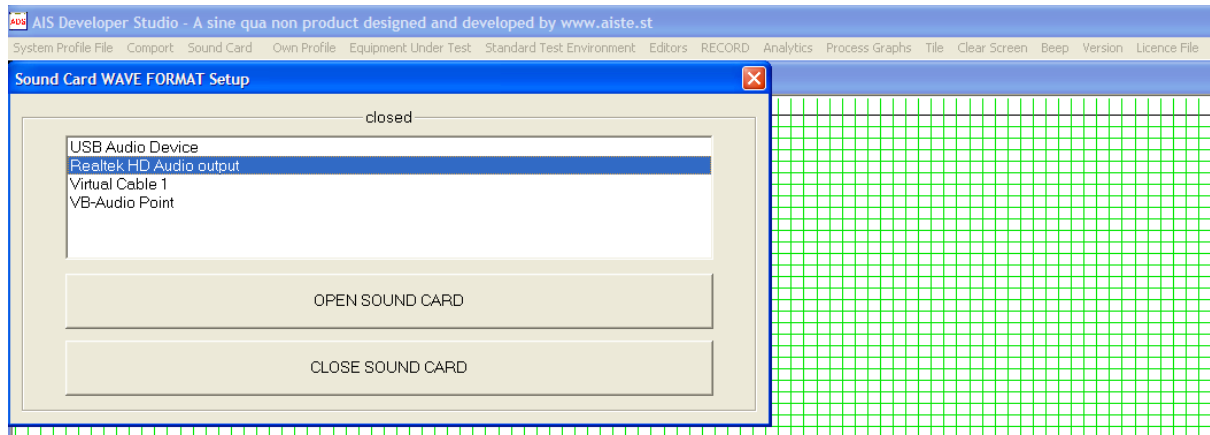 ADS AIS Developer Studio - A sine qua non product designed and developed by www.aiste.st
System Profile File Comport Sound Card Own Profile Equipment Under Test Standard Test Environment Editors RECORD Analytics Process Graphs Tile Clear Screen Beep Version Licence File
Sound Card WAVE FORMAT Setup
closed
USB Audio Device
Realtek HD Audio output
Virtual Cable 1
VB-Audio Point
OPEN SOUND CARD
CLOSE SOUND CARD